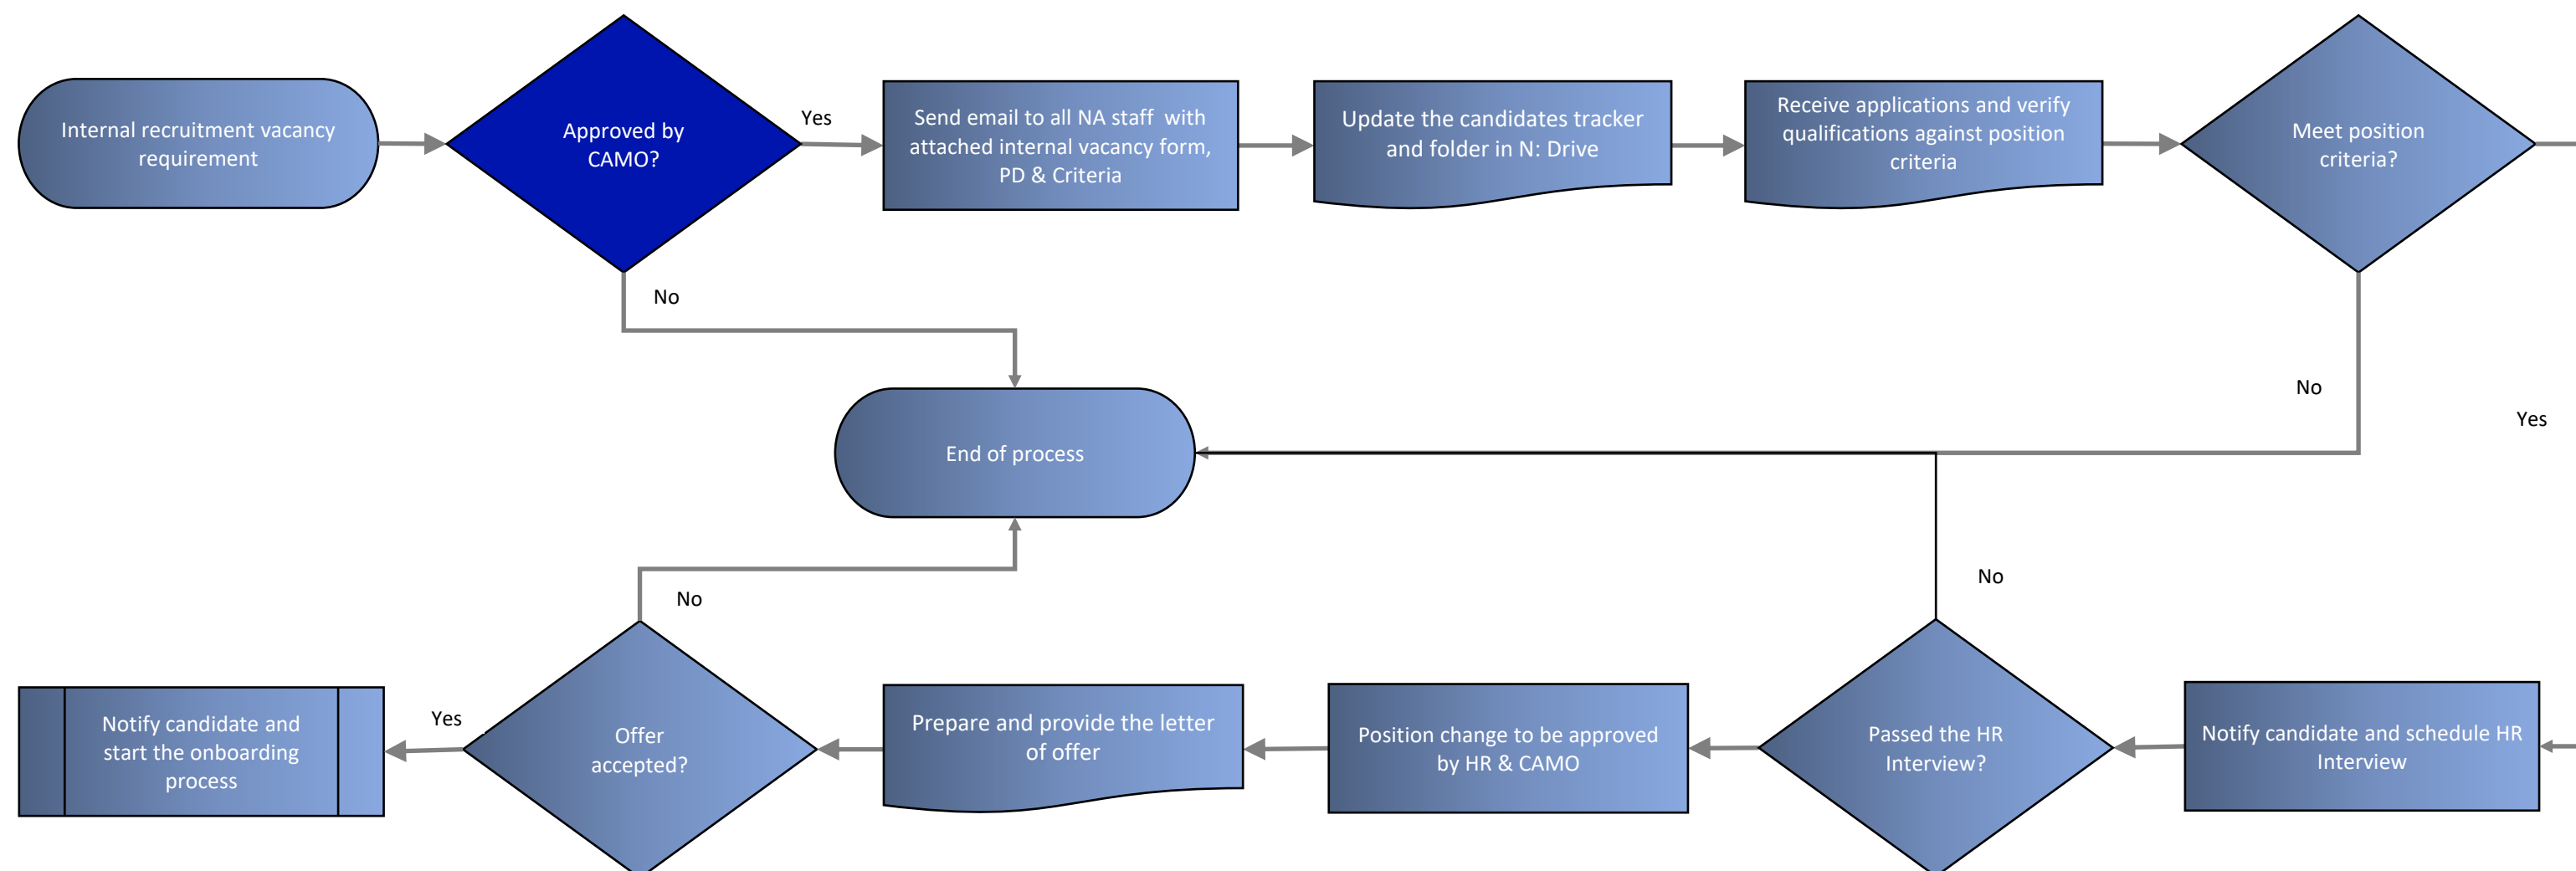 Internal recruitment vacancy
requirement
Approved by
CAMO?
Yes
Send email to all NA staff with
attached internal vacancy form,
PD & Criteria
Update the candidates tracker
and folder in N: Drive
Receive applications and verify
qualifications against position
criteria
Meet position
criteria?
No
No
Yes
End of process
No
No
Notify candidate and
start the onboarding
process
Yes
Offer
accepted?
Prepare and provide the letter
of offer
Position change to be approved
by HR & CAMO
Passed the HR
Interview?
Notify candidate and schedule HR
Interview